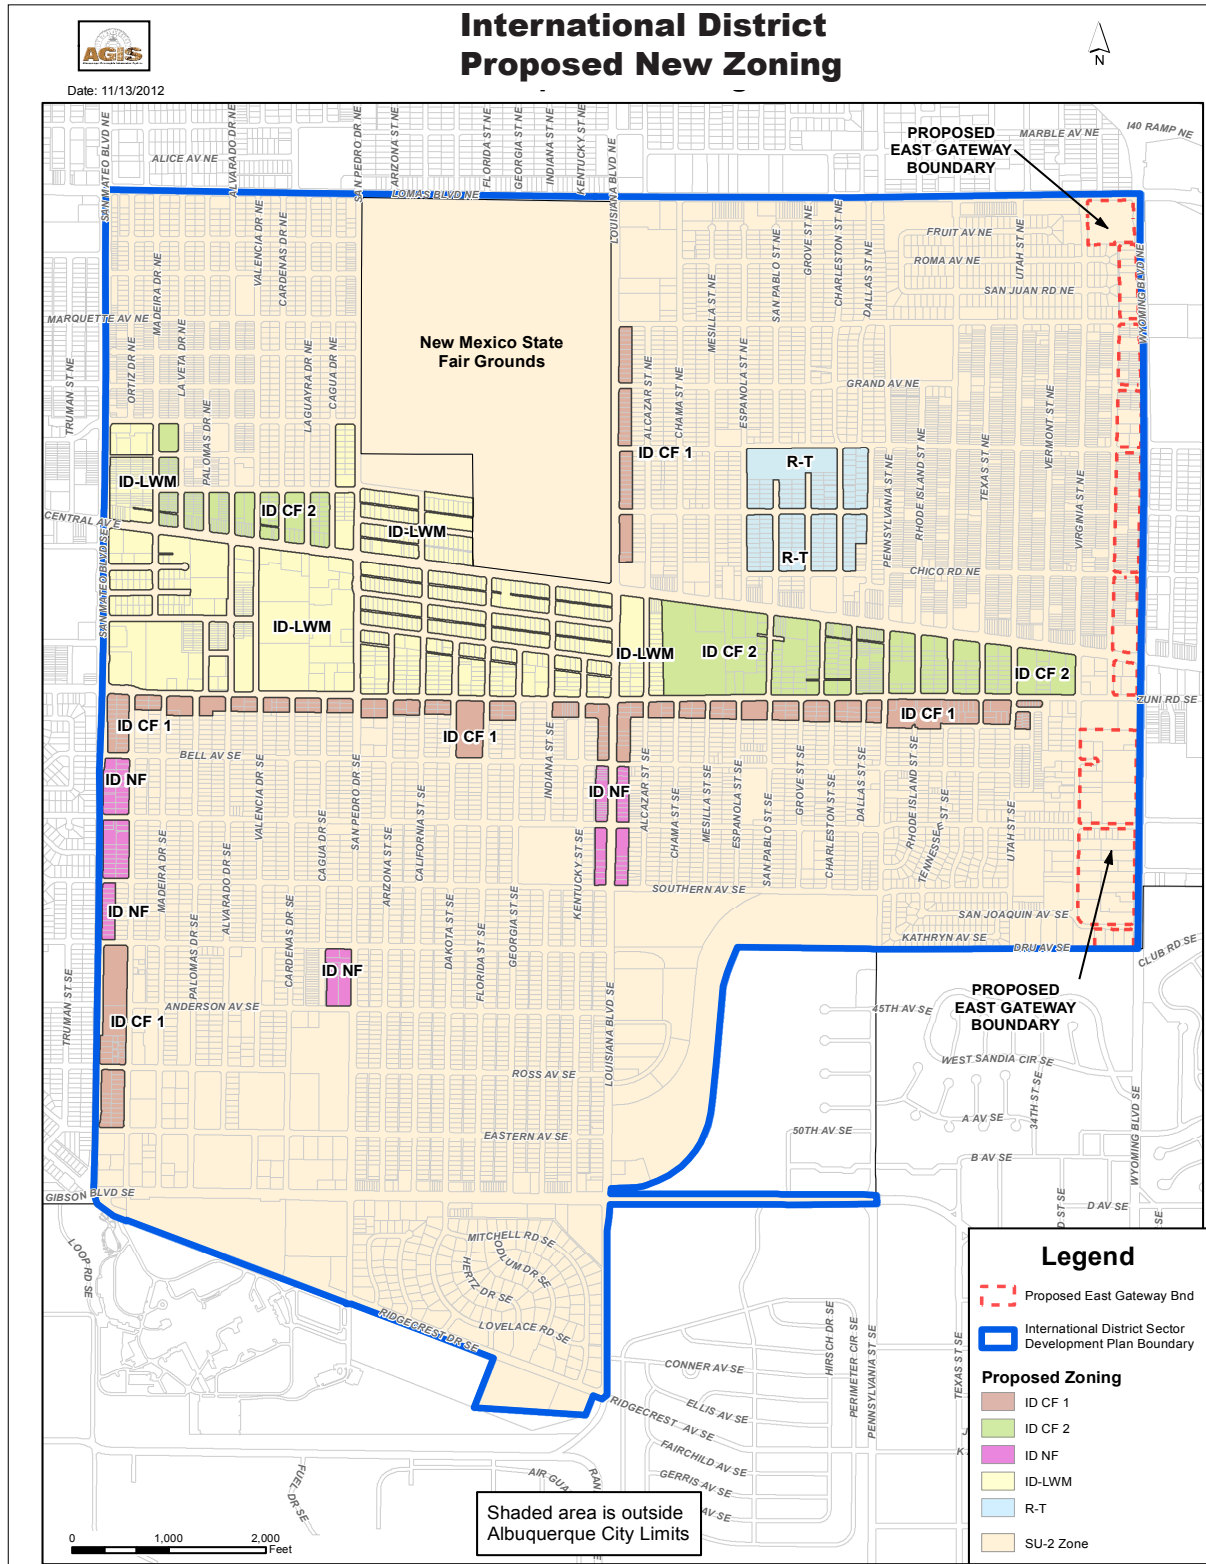 International District
Proposed New Zoning
AGIS
Date: 11/13/2012
N
PROPOSED
EAST GATEWAY
BOUNDARY
MARBLE AV NE
I40 RAMP NE
SAN MATEO BLVD NE
ALVARADO DR NE
SAN PEDRO DR NE
ARIZONA ST NE
FLORIDA ST NE
GEORGIA ST NE
INDIANA ST NE
KENTUCKY ST NE
LOUISIANA BLVD NE
ALICE AV NE
LOMAS BLVD NE
VALENCIA DR NE
CARDENAS DR NE
MADEIRA DR NE
LA VETA DR NE
ORTIZ DR NE
PALOMAS DR NE
LAGUAYRA DR NE
CAGUA DR NE
MARQUETTE AV NE
TRUMAN ST NE
New Mexico State
Fair Grounds
MESILLA ST NE
SAN PABLO ST NE
GROVE ST NE
CHARLESTON ST NE
DALLAS ST NE
FRUIT AV NE
ROMA AV NE
UTAH ST NE
SAN JUAN RD NE
WYOMING BLVD NE
GRAND AV NE
ALCAZAR ST NE
CHAMA ST NE
ESPANOLA ST NE
PENNSYLVANIA ST NE
RHODE ISLAND ST NE
TEXAS ST NE
VERMONT ST NE
VIRGINIA ST NE
CHICO RD NE
ID CF 1
R-T
R-T
ID-LWM
ID CF 2
ID-LWM
CENTRAL AV E
SAN MATEO BLVD SE
ID-LWM
ID-LWM
ID CF 2
ID CF 2
ZUNI RD SE
ID CF 1
ID CF 1
ID CF 1
BELL AV SE
ID NF
ID NF
VALENCIA DR SE
CAGUA DR SE
SAN PEDRO DR SE
ARIZONA ST SE
CALIFORNIA ST SE
INDIANA ST SE
KENTUCKY ST SE
ALCAZAR ST SE
CHAMA ST SE
MESILLA ST SE
ESPANOLA ST SE
SAN PABLO ST SE
GROVE ST SE
CHARLESTON ST SE
DALLAS ST SE
RHODE ISLAND ST SE
TENNESSEE ST SE
UTAH ST SE
SOUTHERN AV SE
MADEIRA DR SE
ID NF
PALOMAS DR SE
ALVARADO DR SE
CARDENAS DR SE
ID NF
DAKOTA ST SE
FLORIDA ST SE
GEORGIA ST SE
SAN JOAQUIN AV SE
KATHRYN AV SE
DRU AV SE
CLUB RD SE
TRUMAN ST SE
ANDERSON AV SE
ID CF 1
LOUISIANA BLVD SE
PROPOSED
EAST GATEWAY
BOUNDARY
45TH AV SE
WEST SANDIA CIR SE
34TH ST SE
A AV SE
ROSS AV SE
EASTERN AV SE
50TH AV SE
B AV SE
WYOMING BLVD SE
D AV SE
D ST SE
GIBSON BLVD SE
LOOP RD SE
MITCHELL RD SE
ODLUM DR SE
HERTZ DR SE
LOVELACE RD SE
RIDGECREST DR SE
CONNER AV SE
HIRSCH DR SE
PERIMETER CIR SE
PENNSYLVANIA ST SE
TEXAS ST SE
RIDGECREST AV SE
ELLIS AV SE
FAIRCHILD AV SE
GERRIS AV SE
AV SE
AIR GUA
RAN
FUEL DR SE
Shaded area is outside
Albuquerque City Limits
0 1,000 2,000
Feet
Legend
Proposed East Gateway Bnd
International District Sector
Development Plan Boundary
Proposed Zoning
ID CF 1
ID CF 2
ID NF
ID-LWM
R-T
SU-2 Zone